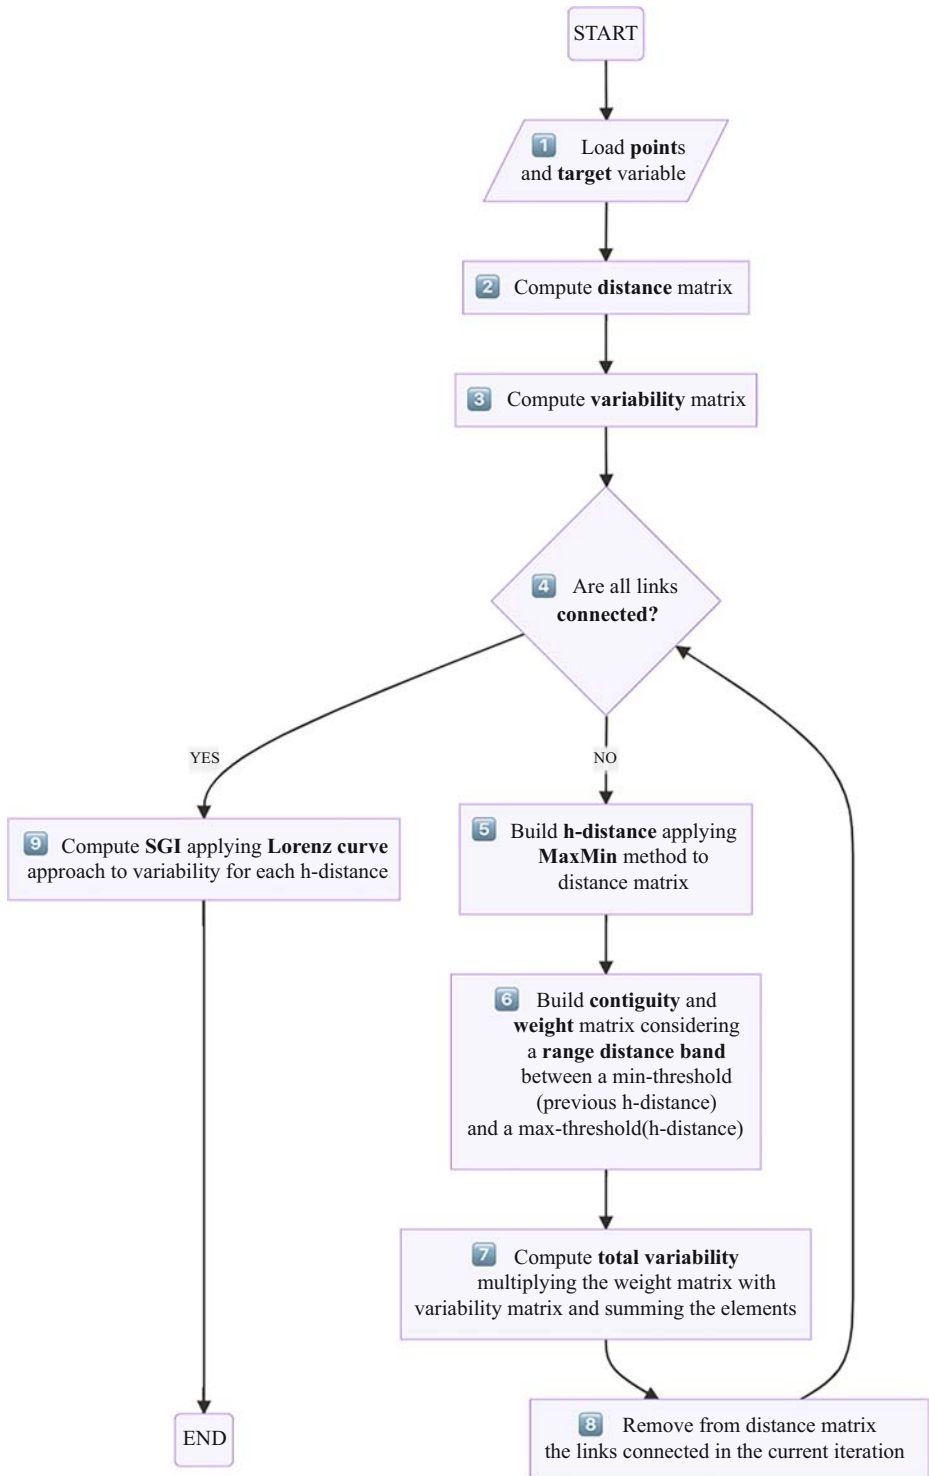 START
1 Load points
and target variable
2 Compute distance matrix
3 Compute variability matrix
4 Are all links
connected?
YES
NO
9 Compute SGI applying Lorenz curve
approach to variability for each h-distance
5 Build h-distance applying
MaxMin method to
distance matrix
6 Build contiguity and
weight matrix considering
a range distance band
between a min-threshold
(previous h-distance)
and a max-threshold(h-distance)
7 Compute total variability
multiplying the weight matrix with
variability matrix and summing the elements
8 Remove from distance matrix
the links connected in the current iteration
END